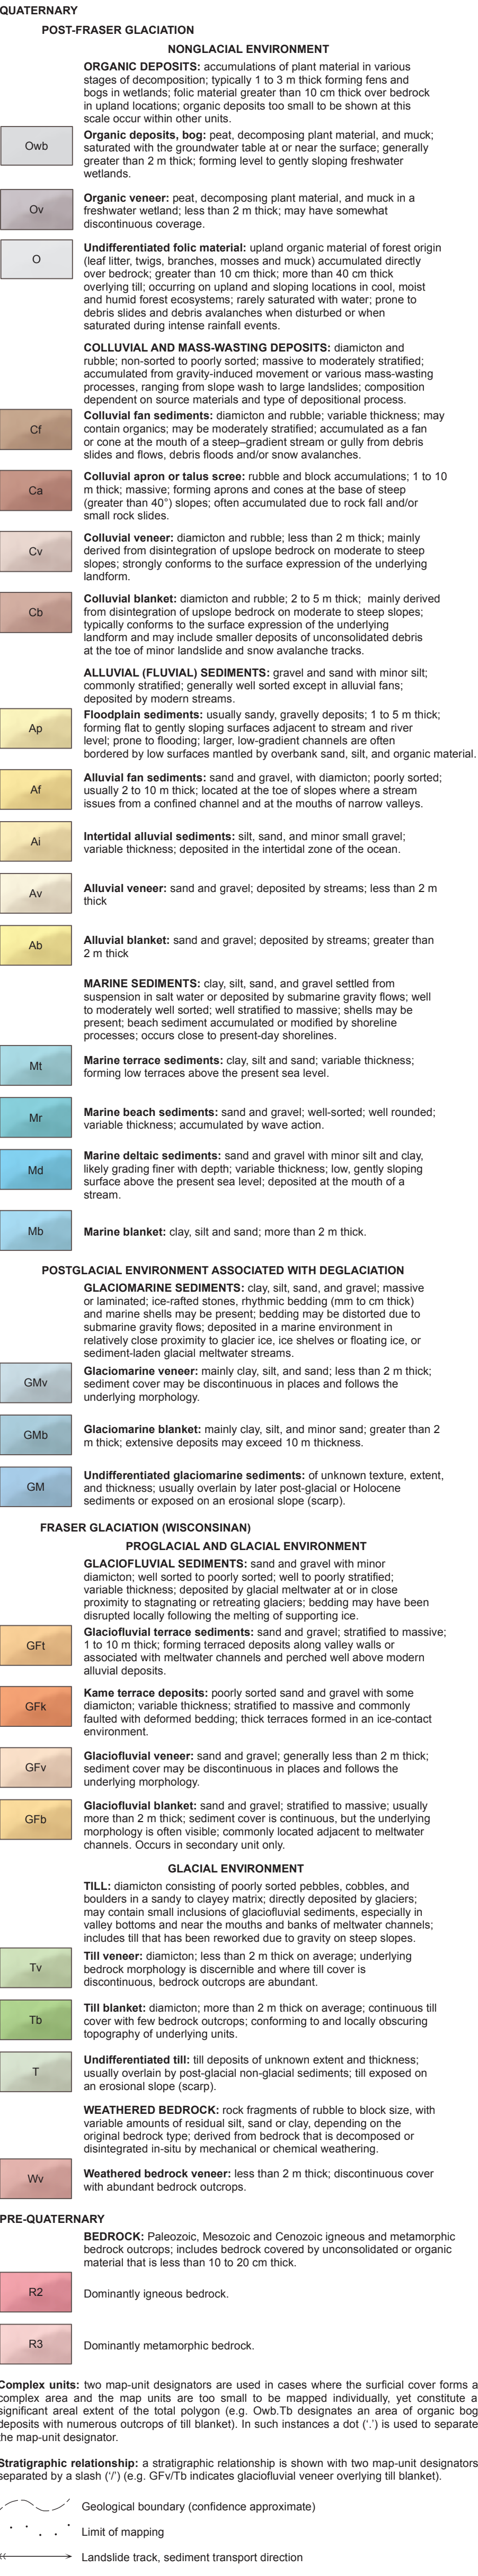 QUATERNARY
POST-FRASER GLACIATION
NONGLACIAL ENVIRONMENT
ORGANIC DEPOSITS: accumulations of plant material in various
stages of decomposition; typically 1 to 3 m thick forming fens and
bogs in wetlands; folic material greater than 10 cm thick over bedrock
in upland locations; organic deposits too small to be shown at this
scale occur within other units.
Owb
Organic deposits, bog: peat, decomposing plant material, and muck;
saturated with the groundwater table at or near the surface; generally
greater than 2 m thick; forming level to gently sloping freshwater
wetlands.
Ov
Organic veneer: peat, decomposing plant material, and muck in a
freshwater wetland; less than 2 m thick; may have somewhat
discontinuous coverage.
O
Undifferentiated folic material: upland organic material of forest origin
(leaf litter, twigs, branches, mosses and muck) accumulated directly
over bedrock; greater than 10 cm thick; more than 40 cm thick
overlying till; occurring on upland and sloping locations in cool, moist
and humid forest ecosystems; rarely saturated with water; prone to
debris slides and debris avalanches when disturbed or when
saturated during intense rainfall events.
COLLUVIAL AND MASS-WASTING DEPOSITS: diamicton and
rubble; non-sorted to poorly sorted; massive to moderately stratified;
accumulated from gravity-induced movement or various mass-wasting
processes, ranging from slope wash to large landslides; composition
dependent on source materials and type of depositional process.
Cf
Colluvial fan sediments: diamicton and rubble; variable thickness; may
contain organics; may be moderately stratified; accumulated as a fan
or cone at the mouth of a steep–gradient stream or gully from debris
slides and flows, debris floods and/or snow avalanches.
Ca
Colluvial apron or talus scree: rubble and block accumulations; 1 to 10
m thick; massive; forming aprons and cones at the base of steep
(greater than 40°) slopes; often accumulated due to rock fall and/or
small rock slides.
Cv
Colluvial veneer: diamicton and rubble; less than 2 m thick; mainly
derived from disintegration of upslope bedrock on moderate to steep
slopes; strongly conforms to the surface expression of the underlying
landform.
Cb
Colluvial blanket: diamicton and rubble; 2 to 5 m thick; mainly derived
from disintegration of upslope bedrock on moderate to steep slopes;
typically conforms to the surface expression of the underlying
landform and may include smaller deposits of unconsolidated debris
at the toe of minor landslide and snow avalanche tracks.
ALLUVIAL (FLUVIAL) SEDIMENTS: gravel and sand with minor silt;
commonly stratified; generally well sorted except in alluvial fans;
deposited by modern streams.
Ap
Floodplain sediments: usually sandy, gravelly deposits; 1 to 5 m thick;
forming flat to gently sloping surfaces adjacent to stream and river
level; prone to flooding; larger, low-gradient channels are often
bordered by low surfaces mantled by overbank sand, silt, and organic material.
Af
Alluvial fan sediments: sand and gravel, with diamicton; poorly sorted;
usually 2 to 10 m thick; located at the toe of slopes where a stream
issues from a confined channel and at the mouths of narrow valleys.
Ai
Intertidal alluvial sediments: silt, sand, and minor small gravel;
variable thickness; deposited in the intertidal zone of the ocean.
Av
Alluvial veneer: sand and gravel; deposited by streams; less than 2 m
thick
Ab
Alluvial blanket: sand and gravel; deposited by streams; greater than
2 m thick
MARINE SEDIMENTS: clay, silt, sand, and gravel settled from
suspension in salt water or deposited by submarine gravity flows; well
to moderately well sorted; well stratified to massive; shells may be
present; beach sediment accumulated or modified by shoreline
processes; occurs close to present-day shorelines.
Mt
Marine terrace sediments: clay, silt and sand; variable thickness;
forming low terraces above the present sea level.
Mr
Marine beach sediments: sand and gravel; well-sorted; well rounded;
variable thickness; accumulated by wave action.
Md
Marine deltaic sediments: sand and gravel with minor silt and clay,
likely grading finer with depth; variable thickness; low, gently sloping
surface above the present sea level; deposited at the mouth of a
stream.
Mb
Marine blanket: clay, silt and sand; more than 2 m thick.
POSTGLACIAL ENVIRONMENT ASSOCIATED WITH DEGLACIATION
GLACIOMARINE SEDIMENTS: clay, silt, sand, and gravel; massive
or laminated; ice-rafted stones, rhythmic bedding (mm to cm thick)
and marine shells may be present; bedding may be distorted due to
submarine gravity flows; deposited in a marine environment in
relatively close proximity to glacier ice, ice shelves or floating ice, or
sediment-laden glacial meltwater streams.
GMv
Glaciomarine veneer: mainly clay, silt, and sand; less than 2 m thick;
sediment cover may be discontinuous in places and follows the
underlying morphology.
GMb
Glaciomarine blanket: mainly clay, silt, and minor sand; greater than 2
m thick; extensive deposits may exceed 10 m thickness.
GM
Undifferentiated glaciomarine sediments: of unknown texture, extent,
and thickness; usually overlain by later post-glacial or Holocene
sediments or exposed on an erosional slope (scarp).
FRASER GLACIATION (WISCONSINAN)
PROGLACIAL AND GLACIAL ENVIRONMENT
GLACIOFLUVIAL SEDIMENTS: sand and gravel with minor
diamicton; well sorted to poorly sorted; well to poorly stratified;
variable thickness; deposited by glacial meltwater at or in close
proximity to stagnating or retreating glaciers; bedding may have been
disrupted locally following the melting of supporting ice.
GFt
Glaciofluvial terrace sediments: sand and gravel; stratified to massive;
1 to 10 m thick; forming terraced deposits along valley walls or
associated with meltwater channels and perched well above modern
alluvial deposits.
GFk
Kame terrace deposits: poorly sorted sand and gravel with some
diamicton; variable thickness; stratified to massive and commonly
faulted with deformed bedding; thick terraces formed in an ice-contact
environment.
GFv
Glaciofluvial veneer: sand and gravel; generally less than 2 m thick;
sediment cover may be discontinuous in places and follows the
underlying morphology.
GFb
Glaciofluvial blanket: sand and gravel; stratified to massive; usually
more than 2 m thick; sediment cover is continuous, but the underlying
morphology is often visible; commonly located adjacent to meltwater
channels. Occurs in secondary unit only.
GLACIAL ENVIRONMENT
TILL: diamicton consisting of poorly sorted pebbles, cobbles, and
boulders in a sandy to clayey matrix; directly deposited by glaciers;
may contain small inclusions of glaciofluvial sediments, especially in
valley bottoms and near the mouths and banks of meltwater channels;
includes till that has been reworked due to gravity on steep slopes.
Tv
Till veneer: diamicton; less than 2 m thick on average; underlying
bedrock morphology is discernible and where till cover is
discontinuous, bedrock outcrops are abundant.
Tb
Till blanket: diamicton; more than 2 m thick on average; continuous till
cover with few bedrock outcrops; conforming to and locally obscuring
topography of underlying units.
T
Undifferentiated till: till deposits of unknown extent and thickness;
usually overlain by post-glacial non-glacial sediments; till exposed on
an erosional slope (scarp).
WEATHERED BEDROCK: rock fragments of rubble to block size, with
variable amounts of residual silt, sand or clay, depending on the
original bedrock type; derived from bedrock that is decomposed or
disintegrated in-situ by mechanical or chemical weathering.
Wv
Weathered bedrock veneer: less than 2 m thick; discontinuous cover
with abundant bedrock outcrops.
PRE-QUATERNARY
BEDROCK: Paleozoic, Mesozoic and Cenozoic igneous and metamorphic
bedrock outcrops; includes bedrock covered by unconsolidated or organic
material that is less than 10 to 20 cm thick.
R2
Dominantly igneous bedrock.
R3
Dominantly metamorphic bedrock.
Complex units: two map-unit designators are used in cases where the surficial cover forms a
complex area and the map units are too small to be mapped individually, yet constitute a
significant areal extent of the total polygon (e.g. Owb.Tb designates an area of organic bog
deposits with numerous outcrops of till blanket). In such instances a dot ('.') is used to separate
the map-unit designator.
Stratigraphic relationship: a stratigraphic relationship is shown with two map-unit designators
separated by a slash ('/') (e.g. GFv/Tb indicates glaciofluvial veneer overlying till blanket).
Geological boundary (confidence approximate)
Limit of mapping
Landslide track, sediment transport direction